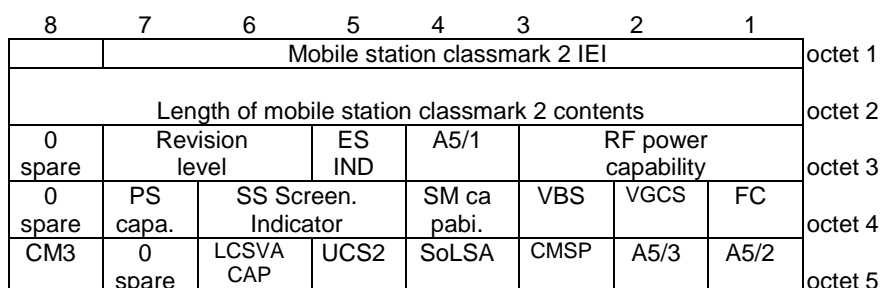 8 7 6 5 4 3 2 1
Mobile station classmark 2 IEI octet 1
Length of mobile station classmark 2 contents octet 2
0 Revision ES A5/1 RF power
spare level IND capability octet 3
0 PS SS Screen. SM ca VBS VGCS FC
spare capa. Indicator pabi. octet 4
CM3 0 LCSVA UCS2 SoLSA CMSP A5/3 A5/2
spare CAP octet 5